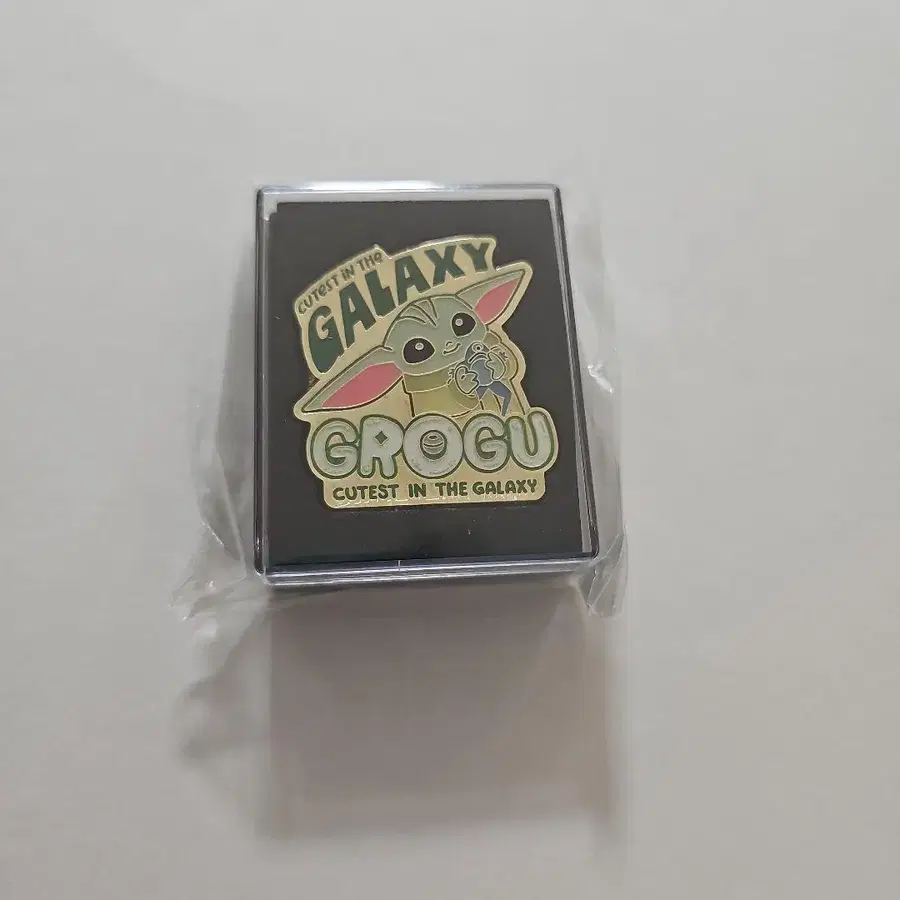 CUTEST IN THE
GALAXY
GROGU
CUTEST IN THE GALAXY